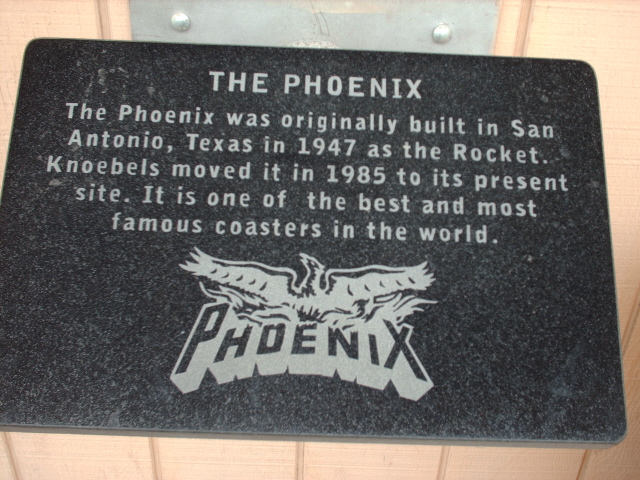 THE PHOENIX
The Phoenix was originally built in San
Antonio, Texas in 1947 as the Rocket.
Knoebels moved it in 1985 to its present
site. It is one of the best and most
famous coasters in the world.
PHOENIX